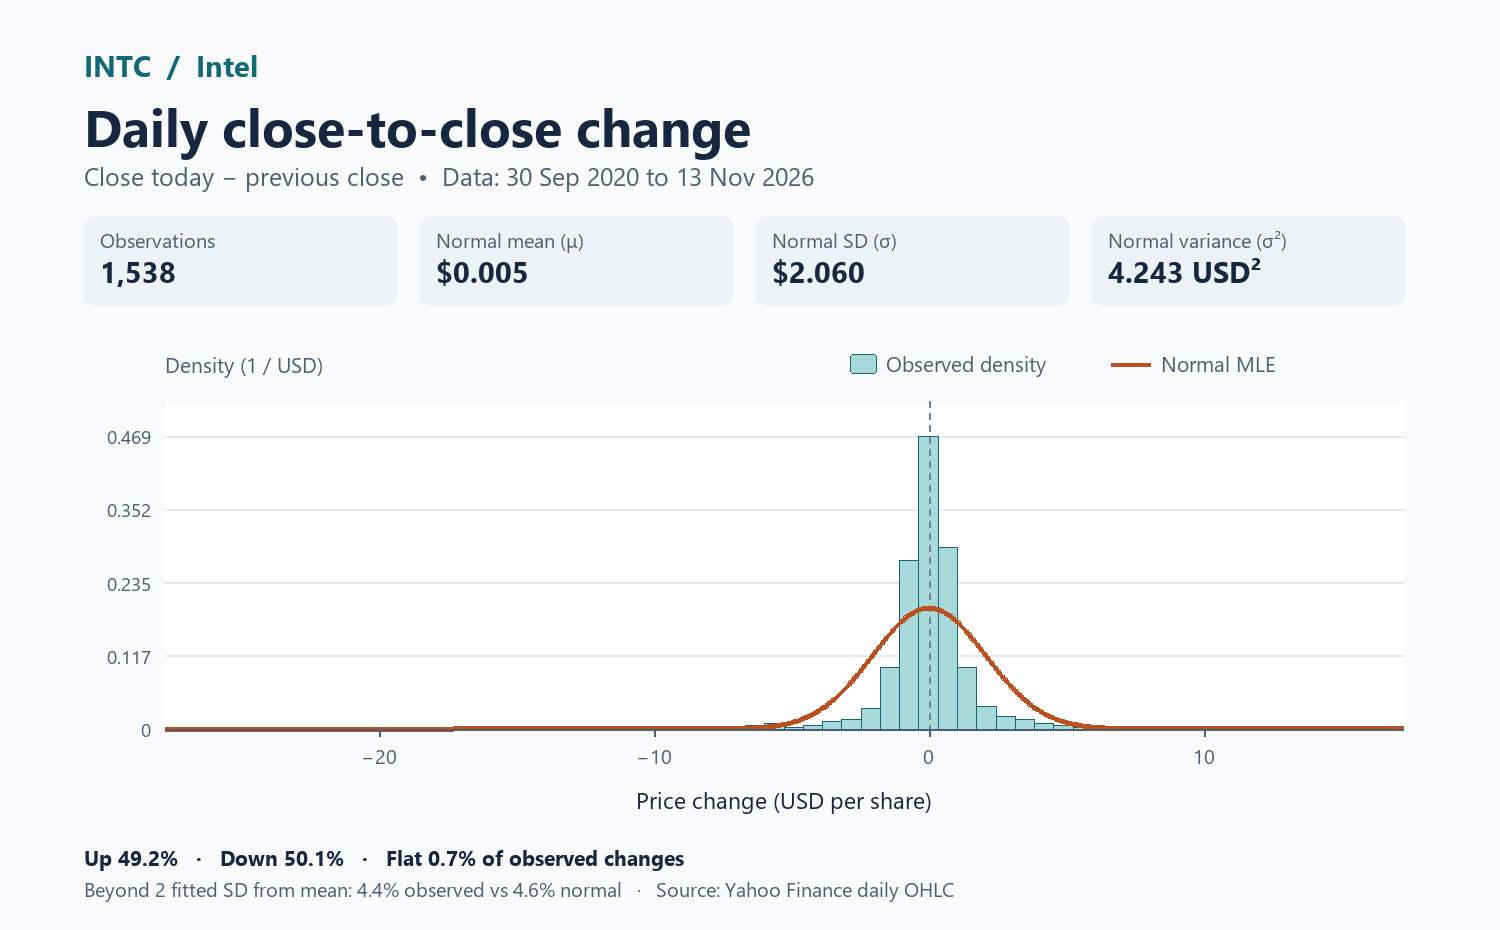 INTC / Intel
Daily close-to-close change
Close today − previous close • Data: 30 Sep 2020 to 13 Nov 2026
Observations
1,538
Normal mean (μ)
$0.005
Normal SD (σ)
$2.060
Normal variance (σ²)
4.243 USD²
Density (1 / USD)
Observed density
Normal MLE
0.469
0.352
0.235
0.117
0
−20
−10
0
10
Price change (USD per share)
Up 49.2% · Down 50.1% · Flat 0.7% of observed changes
Beyond 2 fitted SD from mean: 4.4% observed vs 4.6% normal · Source: Yahoo Finance daily OHLC